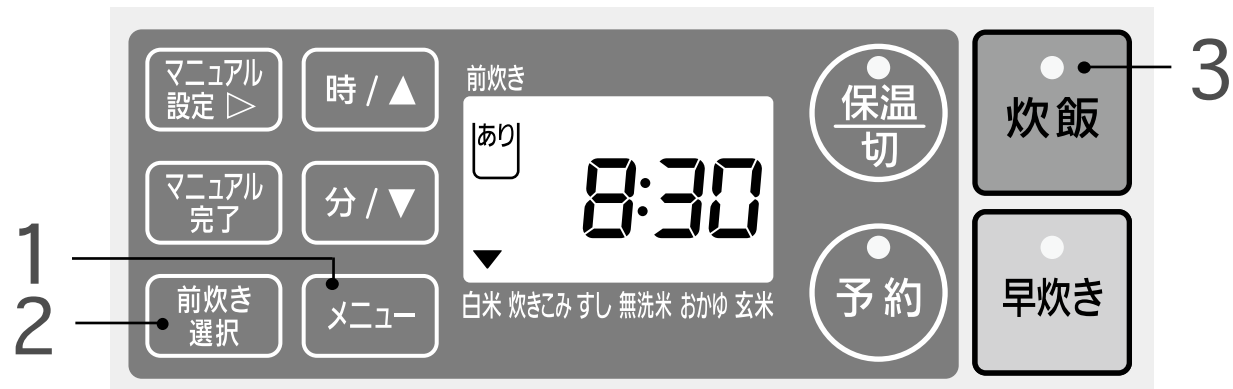 マニュアル
設定 ▷
時 / ▲
前炊き
あり
8:30
保温
切
炊飯
3
マニュアル
完了
分 / ▼
1
2
前炊き
選択
メニュー
白米 炊きこみ すし 無洗米 おかゆ 玄米
予約
早炊き